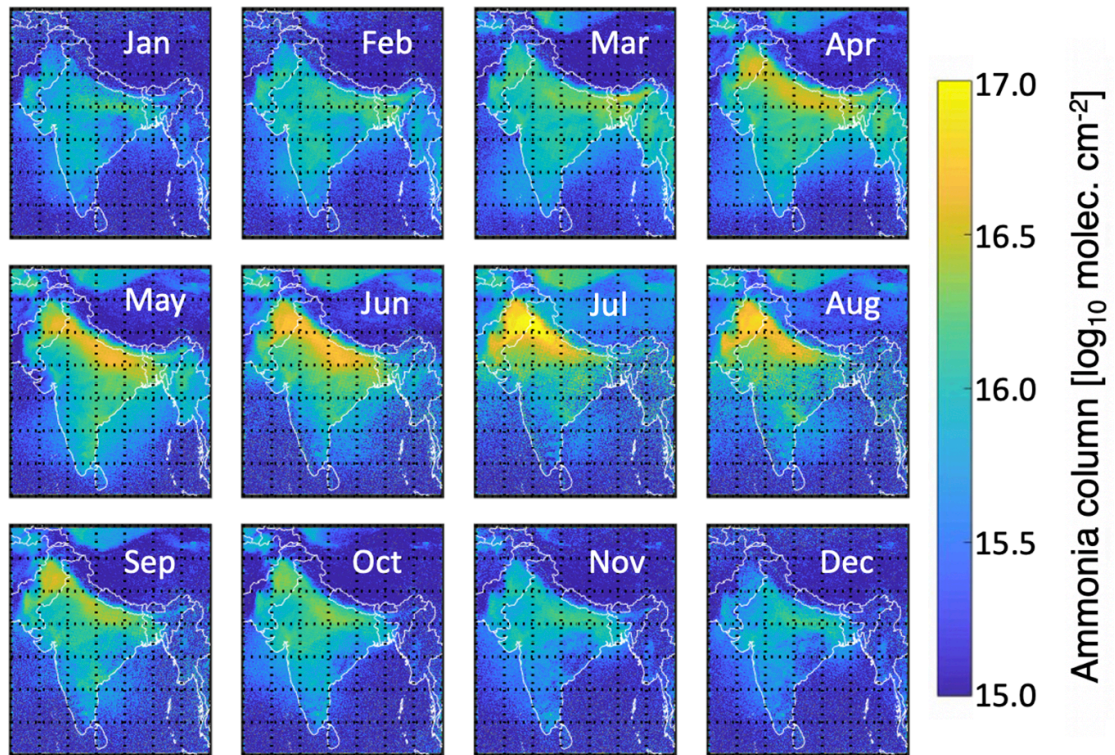 Jan
Feb
Mar
Apr
May
Jun
Jul
Aug
Sep
Oct
Nov
Dec
17.0
16.5
16.0
15.5
15.0
Ammonia column [log₁₀ molec. cm⁻²]